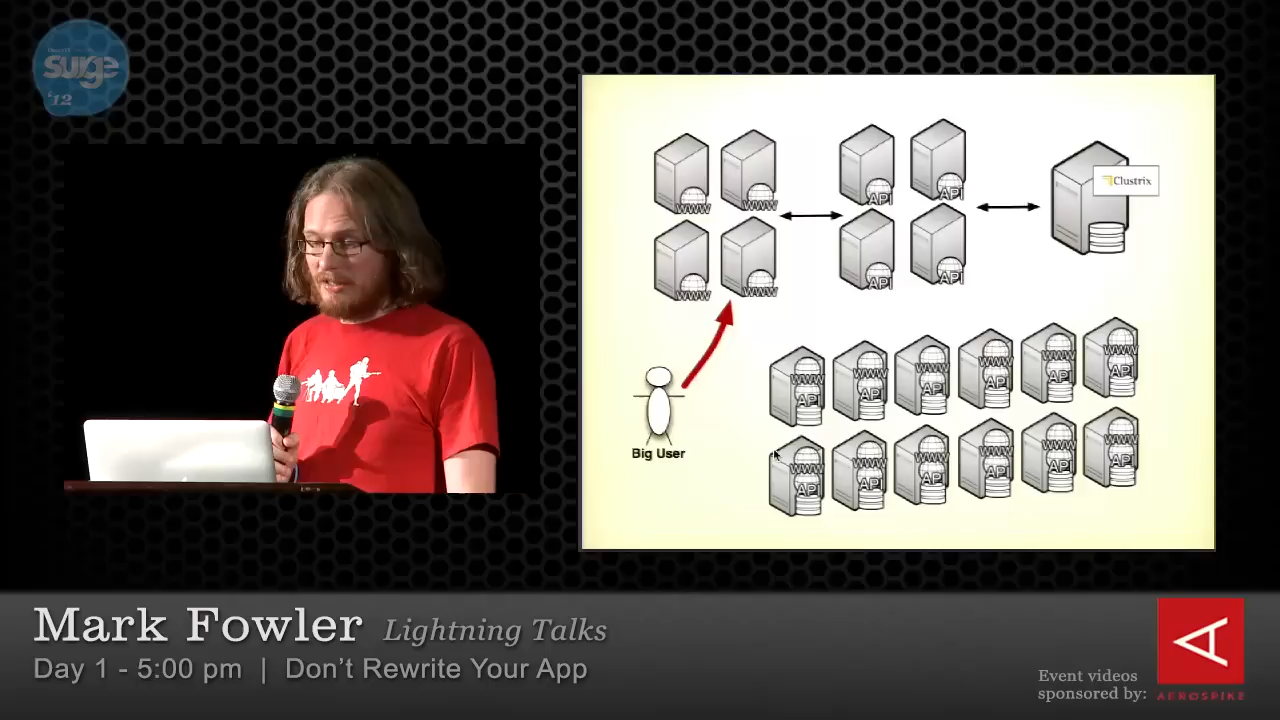 surge
'12
www
www
API
API
Clustrix
www
www
API
API
www
API
www
API
www
API
www
API
www
API
www
API
Big User
www
API
www
API
www
API
www
API
www
API
www
API
Mark Fowler Lightning Talks
Day 1 - 5:00 pm | Don't Rewrite Your App
Event videos
sponsored by:
AEROSPIKE